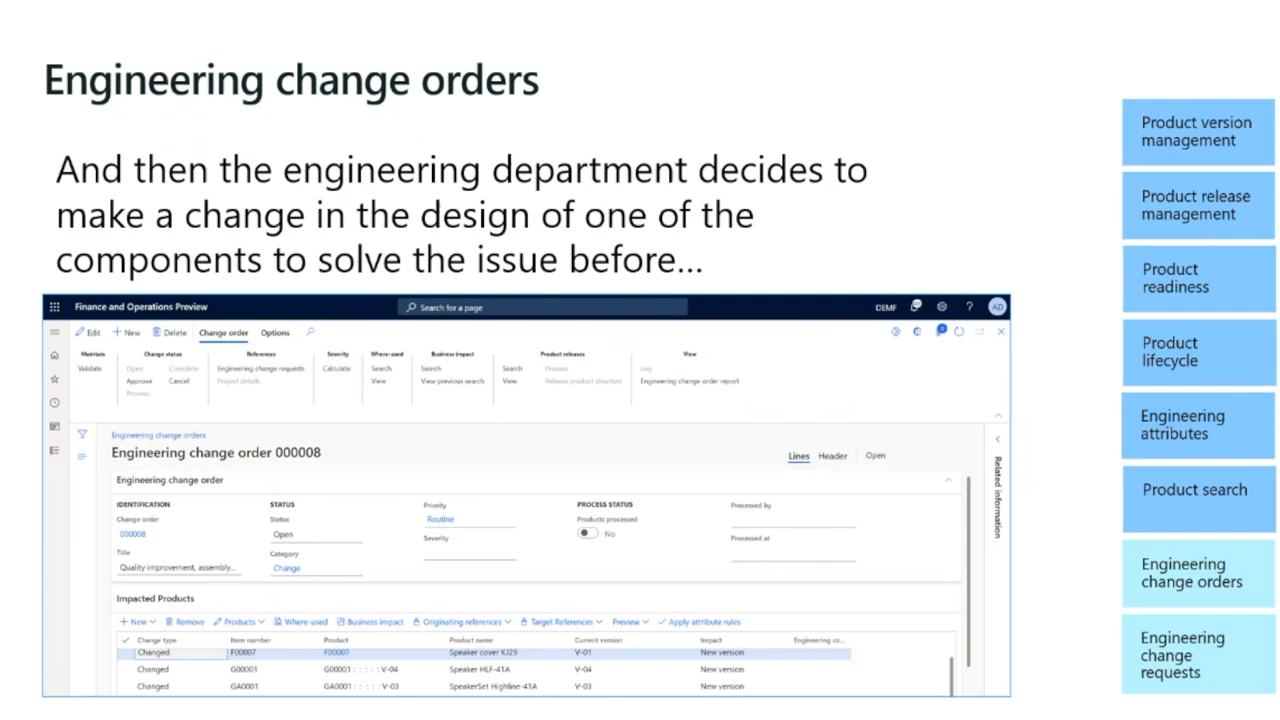 Engineering change orders
And then the engineering department decides to
make a change in the design of one of the
components to solve the issue before...
Finance and Operations Preview
Search for a page
DEMF
?
AD
Edit
New
Delete
Change order
Options
Maintain
Change status
References
Severity
Where-used
Business impact
Product releases
View
Validate
Open
Complete
Engineering change requests
Calculate
Search
Search
Search
Process
Log
Approve
Cancel
Project details
View
View previous search
View
Release product structure
Engineering change order report
Process
Engineering change orders
Engineering change order 000008
Lines
Header
Open
Related information
Engineering change order
IDENTIFICATION
STATUS
Priority
PROCESS STATUS
Processed by
Change order
Status
Routine
Products processed
000008
Open
Severity
No
Processed at
Title
Category
Quality improvement, assembly...
Change
Impacted Products
New
Remove
Products
Where-used
Business impact
Originating references
Target References
Preview
Apply attribute rules
Change type
Item number
Product
Product name
Current version
Impact
Engineering co...
Changed
F00007
F00007
Speaker cover KJ29
V-01
New version
Changed
G00001
G00001 : : : : : V-04
Speaker HLF-41A
V-04
New version
Changed
GA0001
GA0001 : : : : : V-03
SpeakerSet Highline-41A
V-03
New version
Product version
management
Product release
management
Product
readiness
Product
lifecycle
Engineering
attributes
Product search
Engineering
change orders
Engineering
change
requests